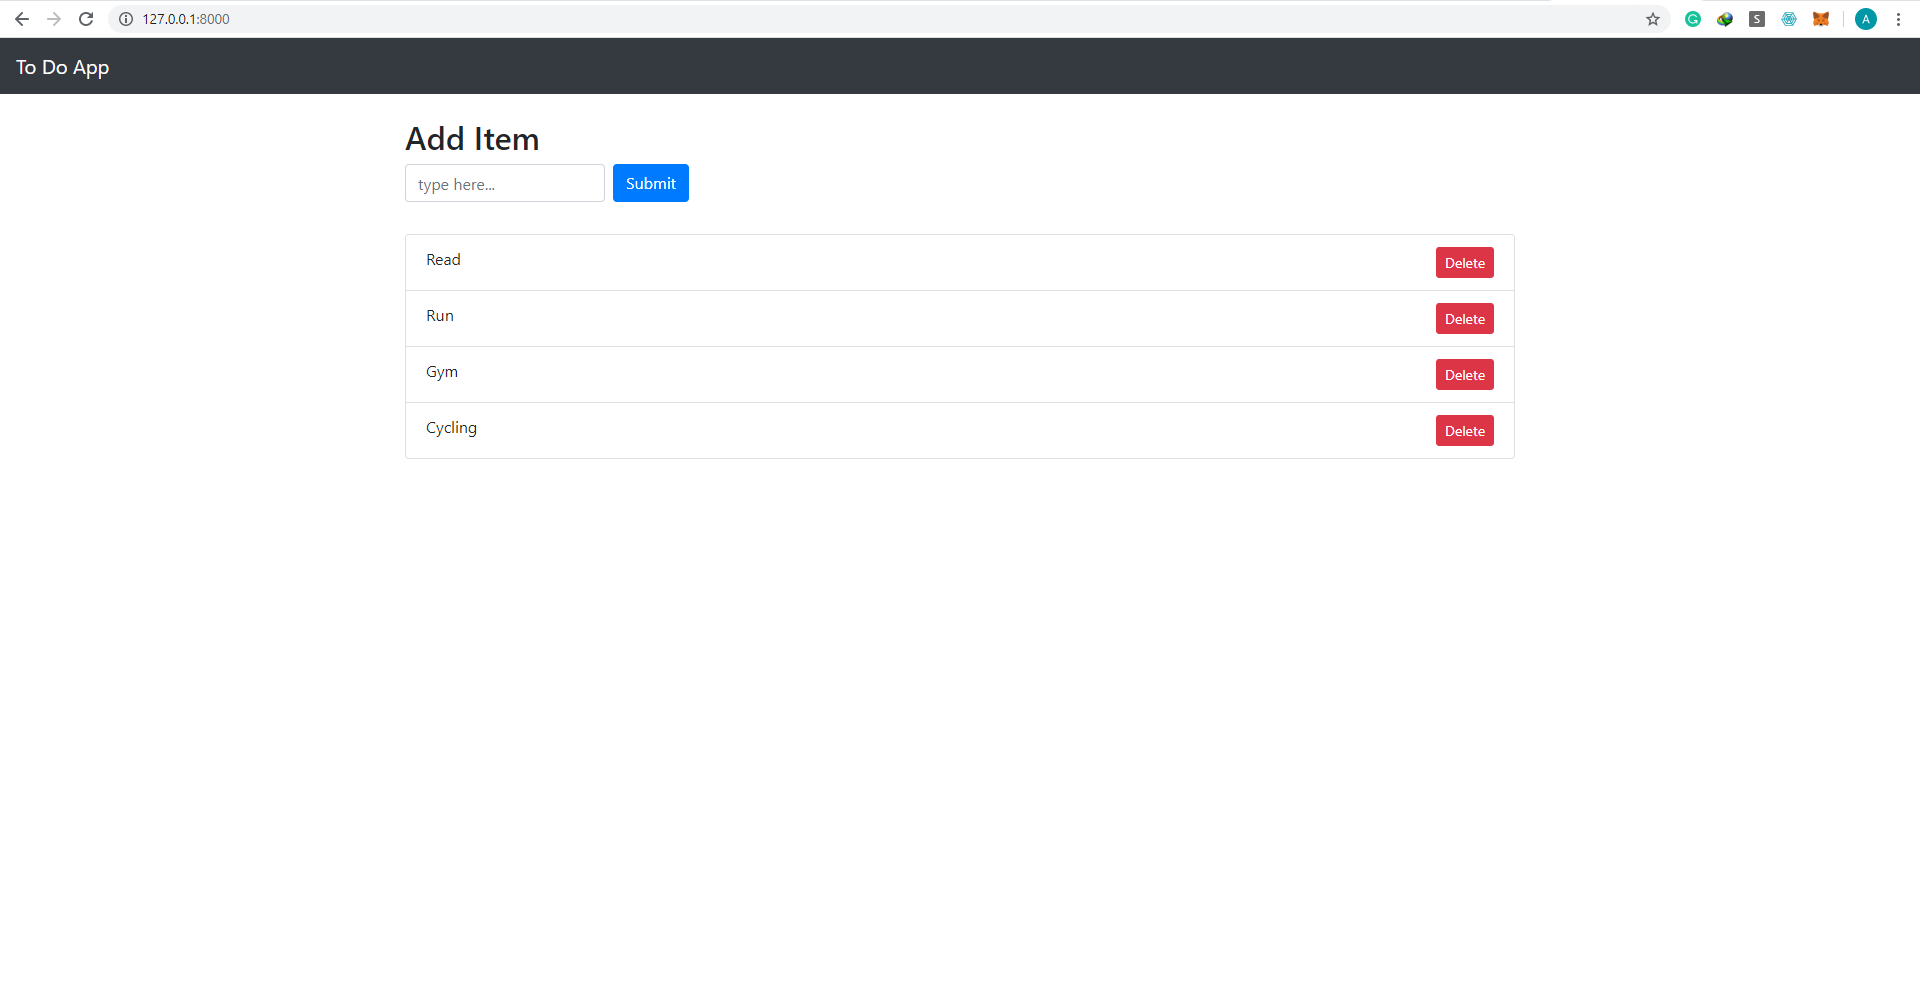 127.0.0.1:8000
S
A
To Do App
Add Item
type here...
Submit
Read
Delete
Run
Delete
Gym
Delete
Cycling
Delete